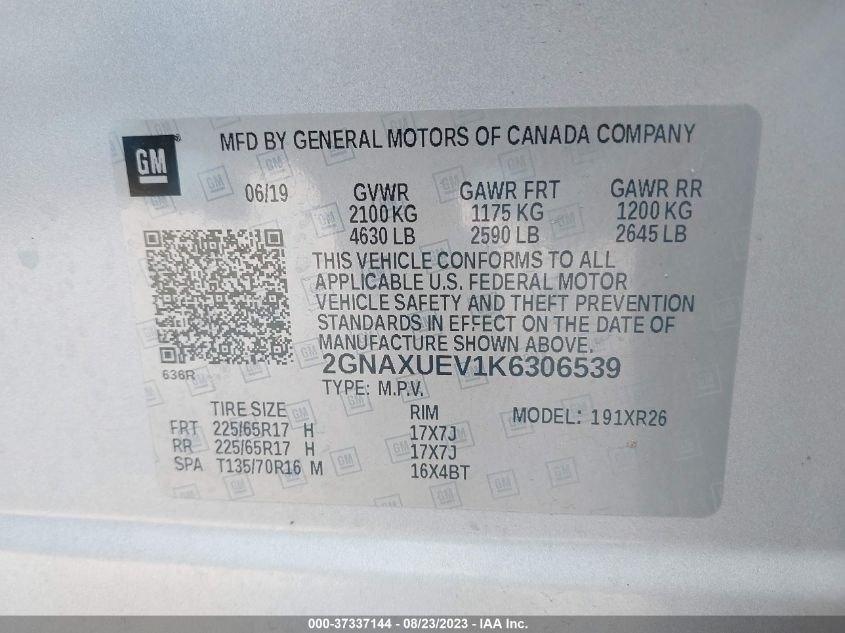 GM
MFD BY GENERAL MOTORS OF CANADA COMPANY
06/19 GVWR GAWR FRT GAWR RR
2100 KG 1175 KG 1200 KG
4630 LB 2590 LB 2645 LB
THIS VEHICLE CONFORMS TO ALL
APPLICABLE U.S. FEDERAL MOTOR
VEHICLE SAFETY AND THEFT PREVENTION
STANDARDS IN EFFECT ON THE DATE OF
MANUFACTURE SHOWN ABOVE.
636R
2GNAXUEV1K6306539
TYPE: M.P.V.
TIRE SIZE RIM MODEL: 191XR26
FRT 225/65R17 H 17X7J
RR 225/65R17 H 17X7J
SPA T135/70R16 M 16X4BT
000-37337144 - 08/23/2023 - IAA Inc.